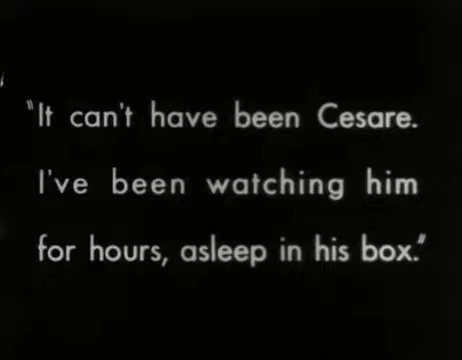 "It can't have been Cesare.
I've been watching him
for hours, asleep in his box."